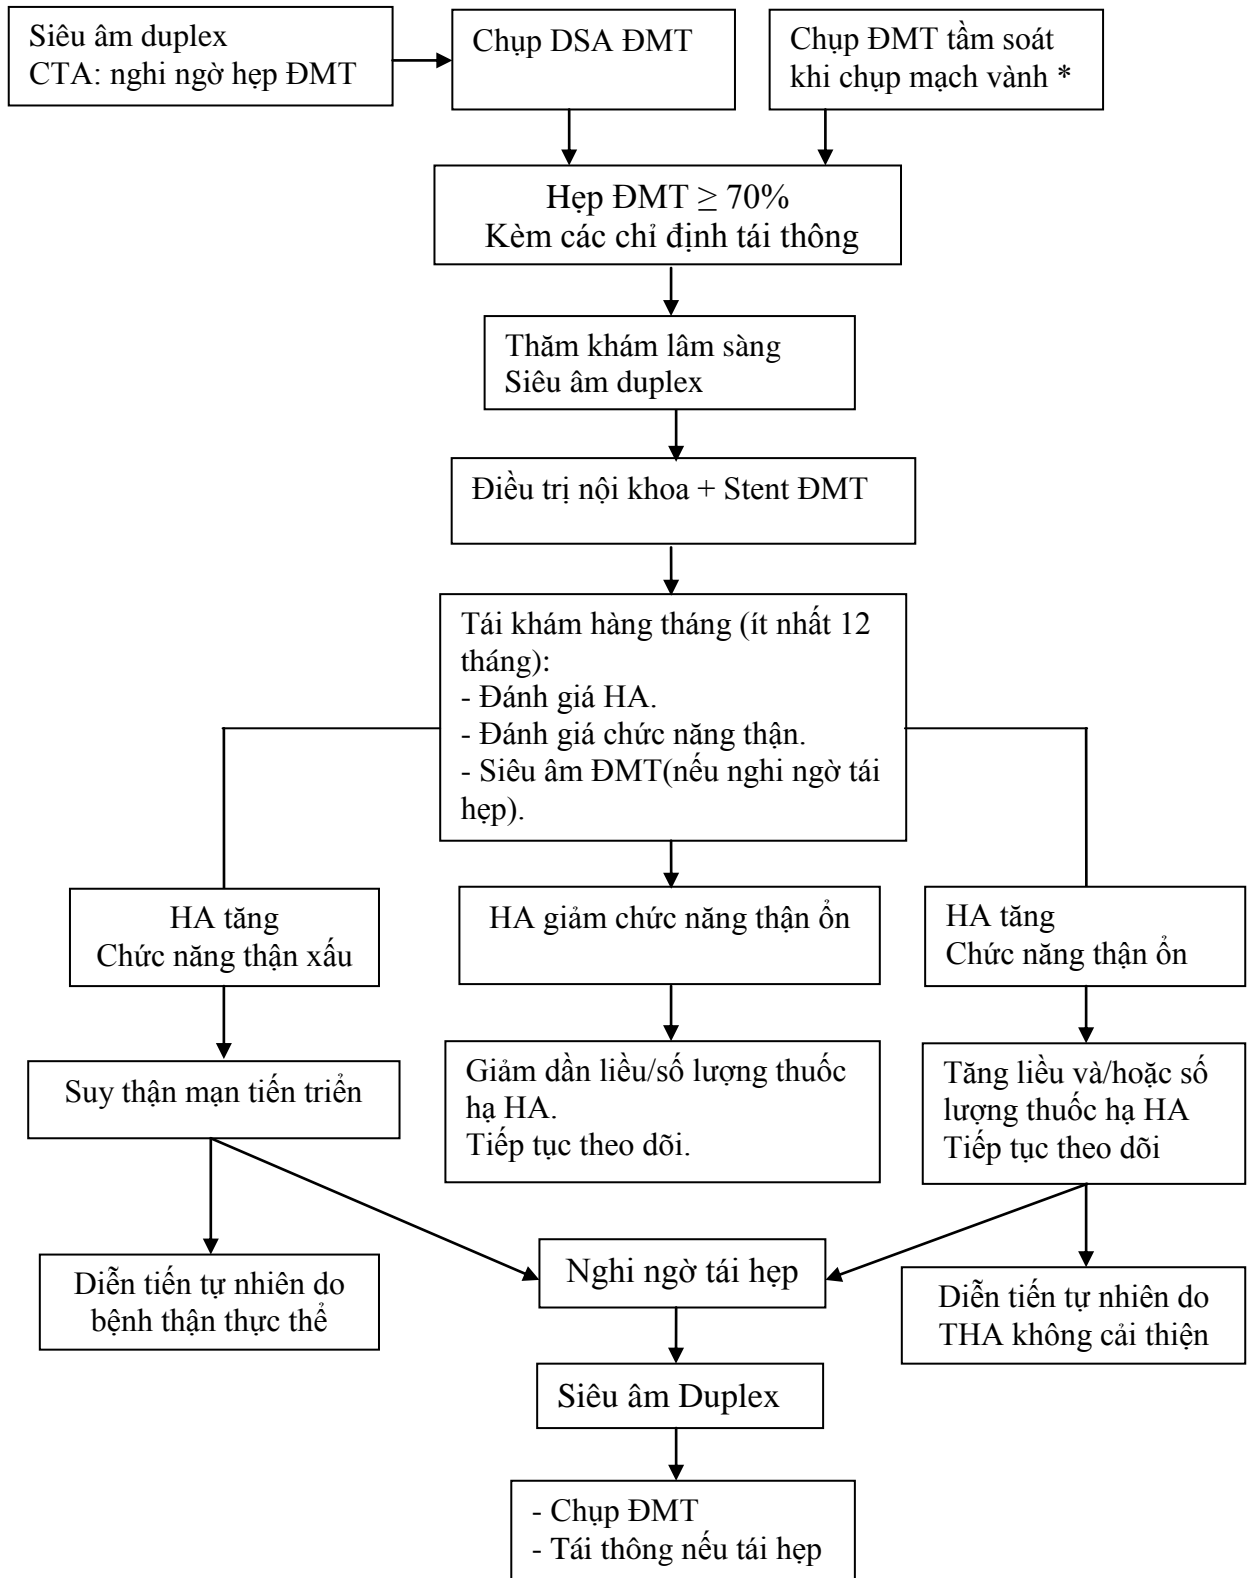 Siêu âm duplex
CTA: nghi ngờ hẹp ĐMT
Chụp DSA ĐMT
Chụp ĐMT tầm soát
khi chụp mạch vành *
Hẹp ĐMT ≥ 70%
Kèm các chỉ định tái thông
Thăm khám lâm sàng
Siêu âm duplex
Điều trị nội khoa + Stent ĐMT
Tái khám hàng tháng (ít nhất 12
tháng):
- Đánh giá HA.
- Đánh giá chức năng thận.
- Siêu âm ĐMT(nếu nghi ngờ tái
hẹp).
HA tăng
Chức năng thận xấu
HA giảm chức năng thận ổn
HA tăng
Chức năng thận ổn
Suy thận mạn tiến triển
Giảm dần liều/số lượng thuốc
hạ HA.
Tiếp tục theo dõi.
Tăng liều và/hoặc số
lượng thuốc hạ HA
Tiếp tục theo dõi
Diễn tiến tự nhiên do
bệnh thận thực thể
Nghi ngờ tái hẹp
Diễn tiến tự nhiên do
THA không cải thiện
Siêu âm Duplex
- Chụp ĐMT
- Tái thông nếu tái hẹp